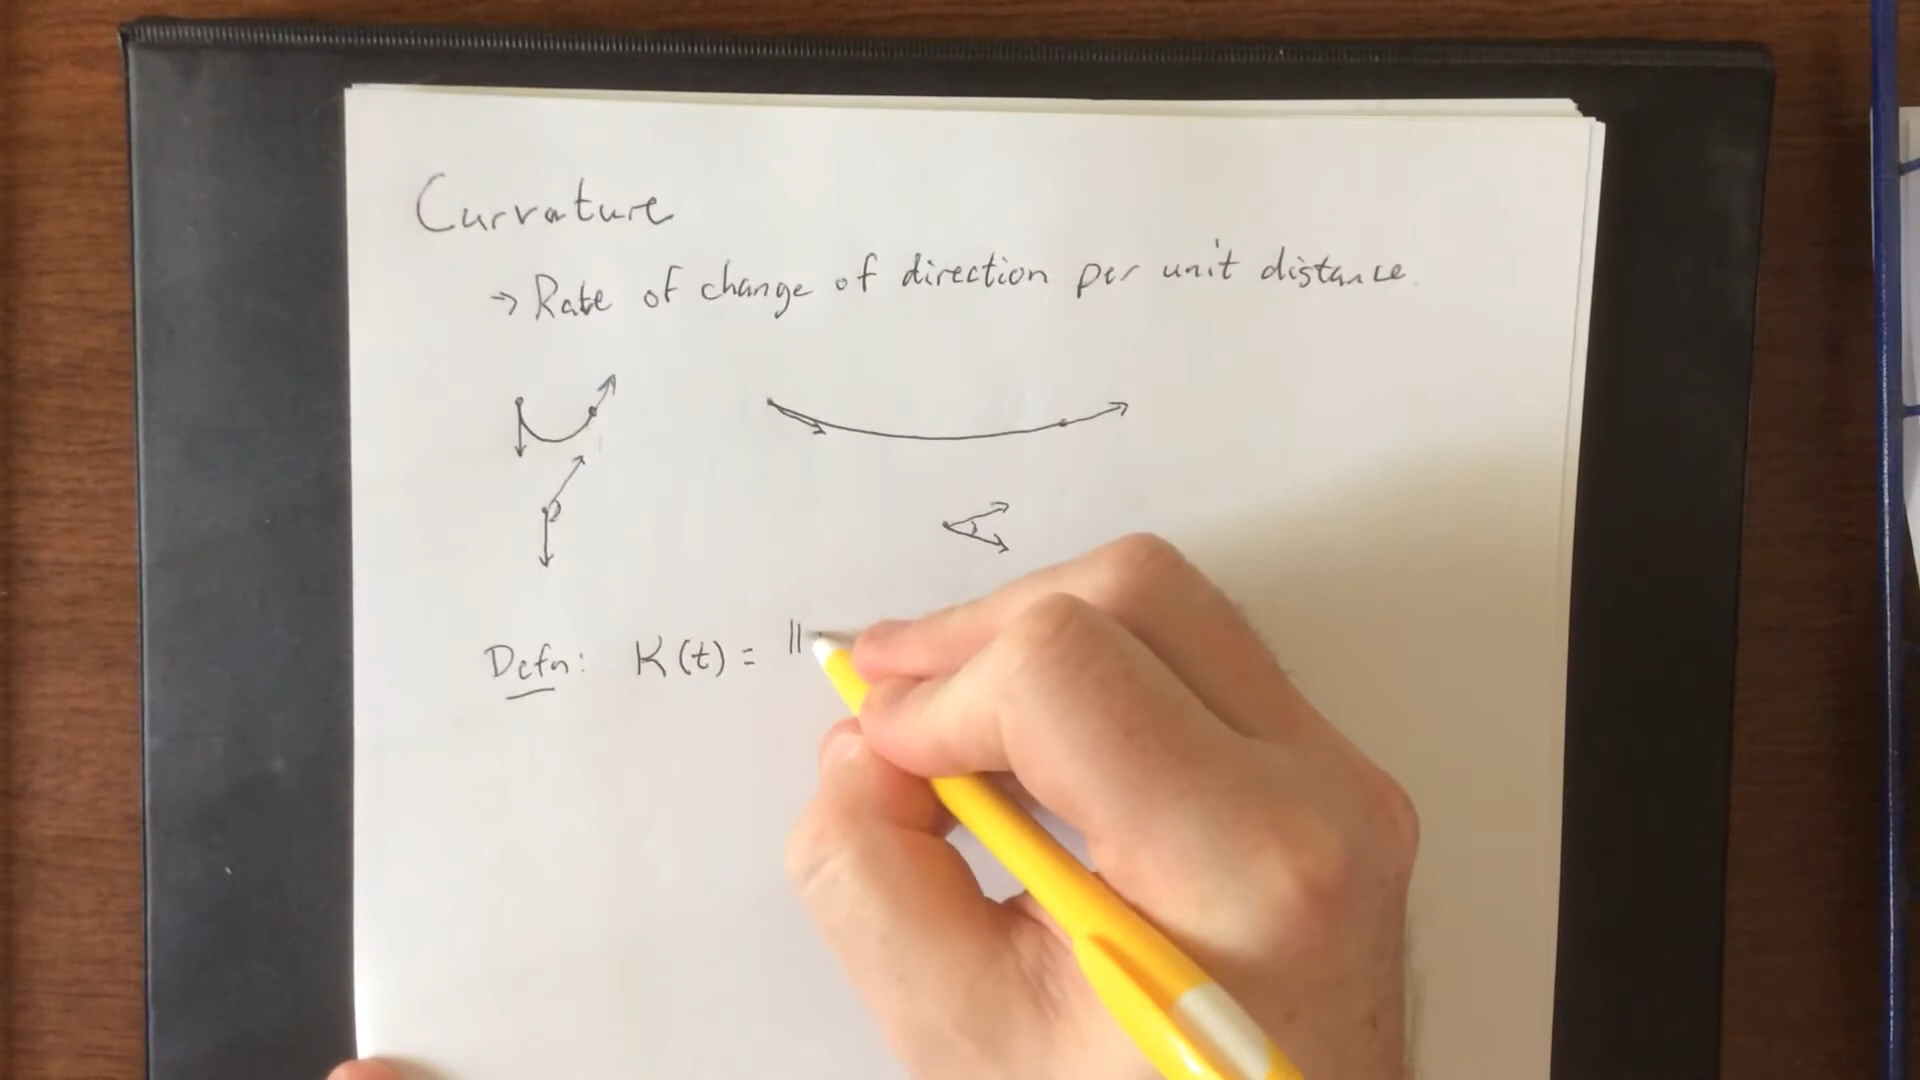 Curvature
→ Rate of change of direction per unit distance.
Defn: K(t) = ||